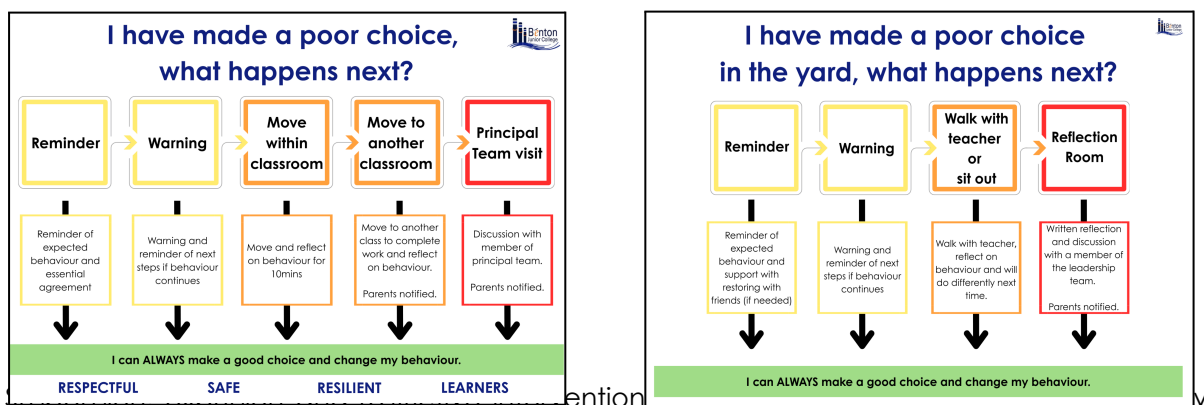 I have made a poor choice,
what happens next?
Banton
Junior College
Reminder
Warning
Move
within
classroom
Move to
another
classroom
Principal
Team visit
Reminder of
expected
behaviour and
essential
agreement
Warning and
reminder of next
steps if behaviour
continues
Move and reflect
on behaviour for
10mins
Move to another
class to complete
work and reflect
on behaviour.
Parents notified.
Discussion with
member of
principal team.
Parents notified.
I can ALWAYS make a good choice and change my behaviour.
RESPECTFUL SAFE RESILIENT LEARNERS
I have made a poor choice
in the yard, what happens next?
Reminder
Warning
Walk with
teacher
or
sit out
Reflection
Room
Reminder of
expected
behaviour and
support with
restoring with
friends (if needed)
Warning and
reminder of next
steps if behaviour
continues
Walk with teacher,
reflect on
behaviour and will
do differently next
time.
Written reflection
and discussion
with a member of
the leadership
team.
Parents notified.
I can ALWAYS make a good choice and change my behaviour.